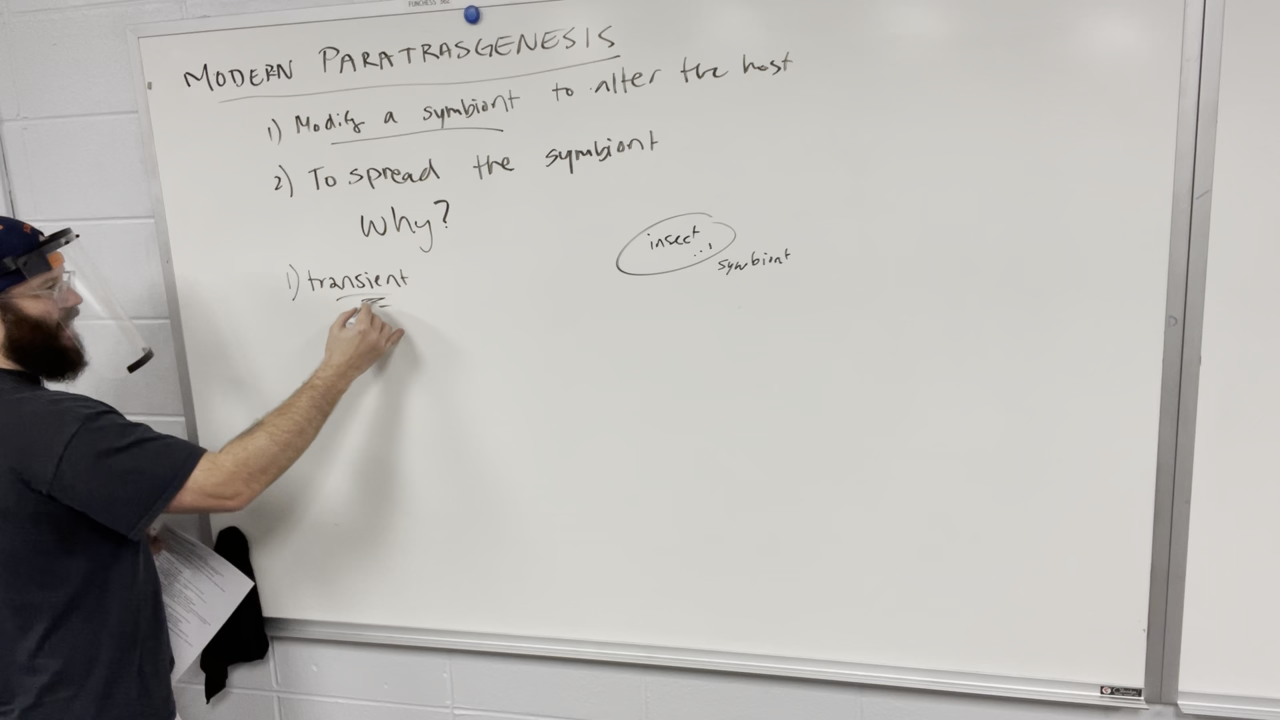 MODERN PARATRASGENESIS
1) Modify a symbiont to alter the host
2) To spread the symbiont
Why?
insect
symbiont
1) transient